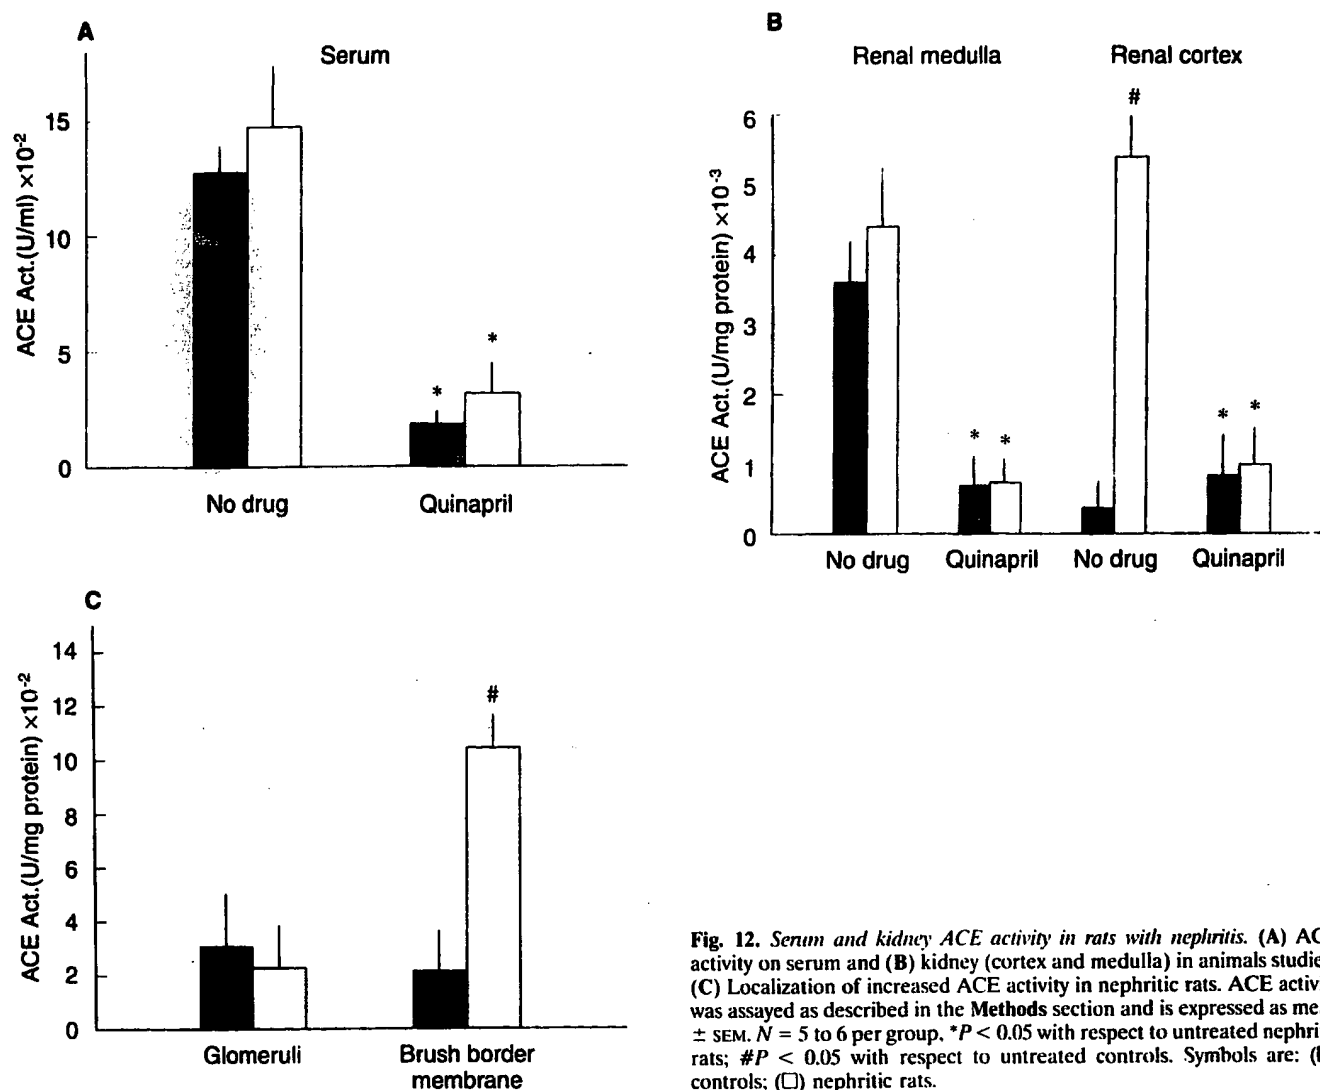 A
Serum
ACE Act.(U/ml) ×10-2
15
10
5
0
*
*
No drug
Quinapril
B
Renal medulla
Renal cortex
ACE Act.(U/mg protein) ×10-3
6
5
4
3
2
1
0
*
*
#
*
*
No drug
Quinapril
No drug
Quinapril
C
ACE Act.(U/mg protein) ×10-2
14
12
10
8
6
4
2
0
#
Glomeruli
Brush border
membrane
Fig. 12. Serum and kidney ACE activity in rats with nephritis. (A) AC
activity on serum and (B) kidney (cortex and medulla) in animals studie
(C) Localization of increased ACE activity in nephritic rats. ACE activi
was assayed as described in the Methods section and is expressed as me
± SEM. N = 5 to 6 per group, *P < 0.05 with respect to untreated nephri
rats; #P < 0.05 with respect to untreated controls. Symbols are: (
controls; (□) nephritic rats.